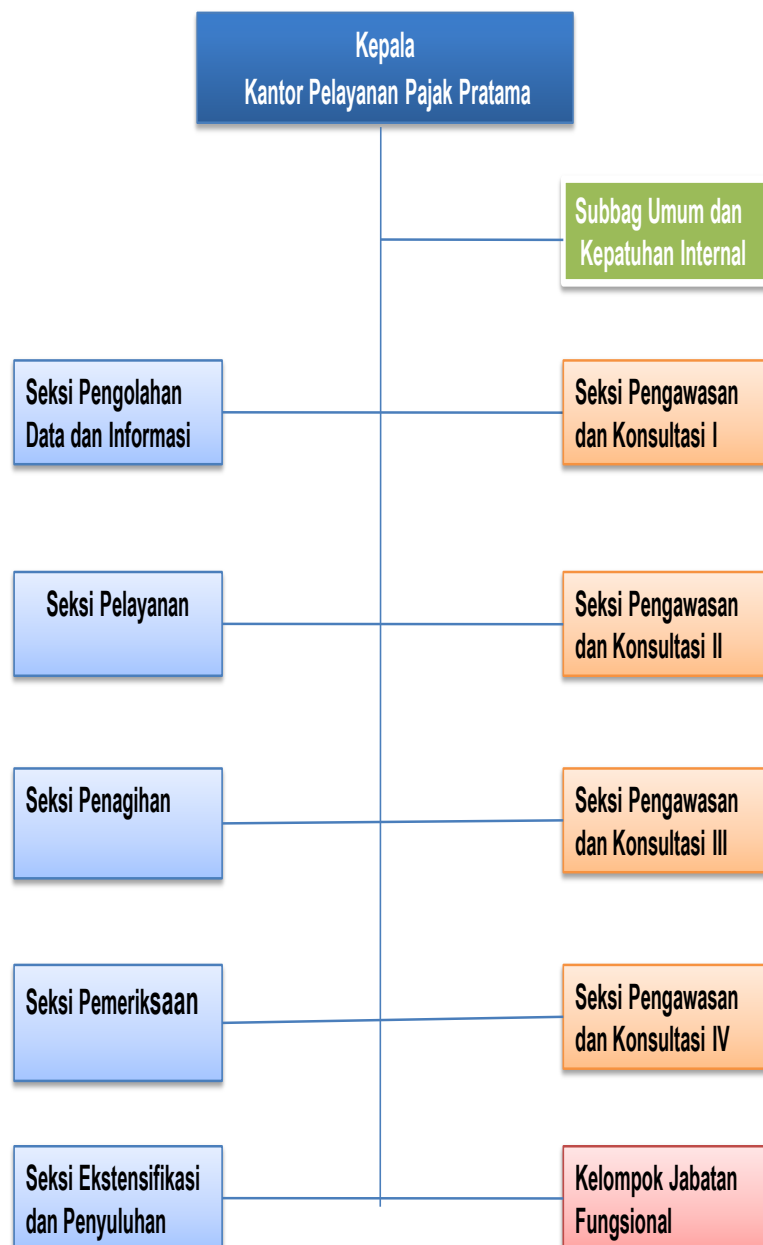 Kepala
Kantor Pelayanan Pajak Pratama
Subbag Umum dan
Kepatuhan Internal
Seksi Pengolahan
Data dan Informasi
Seksi Pengawasan
dan Konsultasi I
Seksi Pelayanan
Seksi Pengawasan
dan Konsultasi II
Seksi Penagihan
Seksi Pengawasan
dan Konsultasi III
Seksi Pemeriksaan
Seksi Pengawasan
dan Konsultasi IV
Seksi Ekstensifikasi
dan Penyuluhan
Kelompok Jabatan
Fungsional